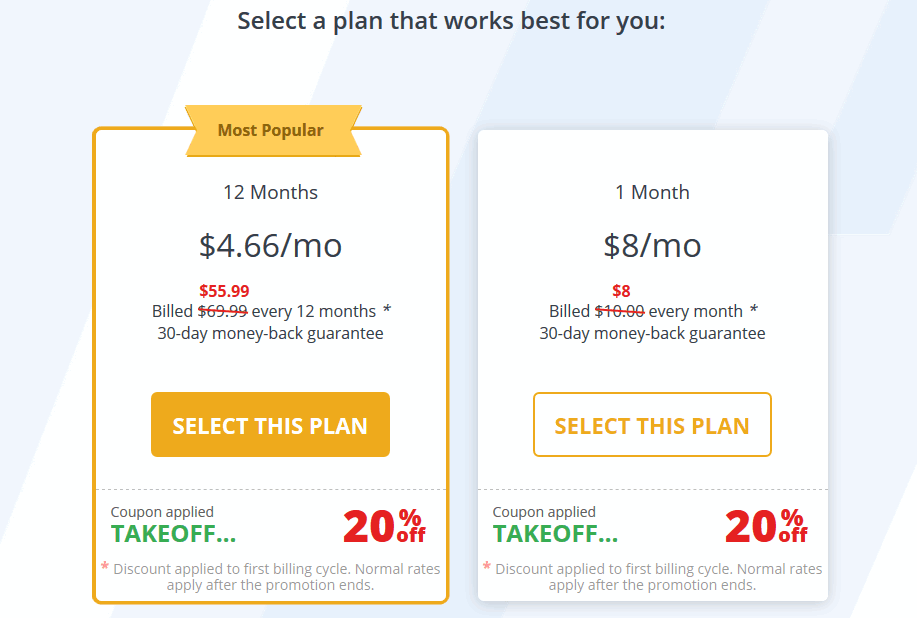 Select a plan that works best for you:
Most Popular
12 Months
$4.66/mo
$55.99
Billed $69.99 every 12 months *
30-day money-back guarantee
SELECT THIS PLAN
Coupon applied
TAKEOFF...
20% off
* Discount applied to first billing cycle. Normal rates
apply after the promotion ends.
1 Month
$8/mo
$8
Billed $10.00 every month *
30-day money-back guarantee
SELECT THIS PLAN
Coupon applied
TAKEOFF...
20% off
* Discount applied to first billing cycle. Normal rates
apply after the promotion ends.